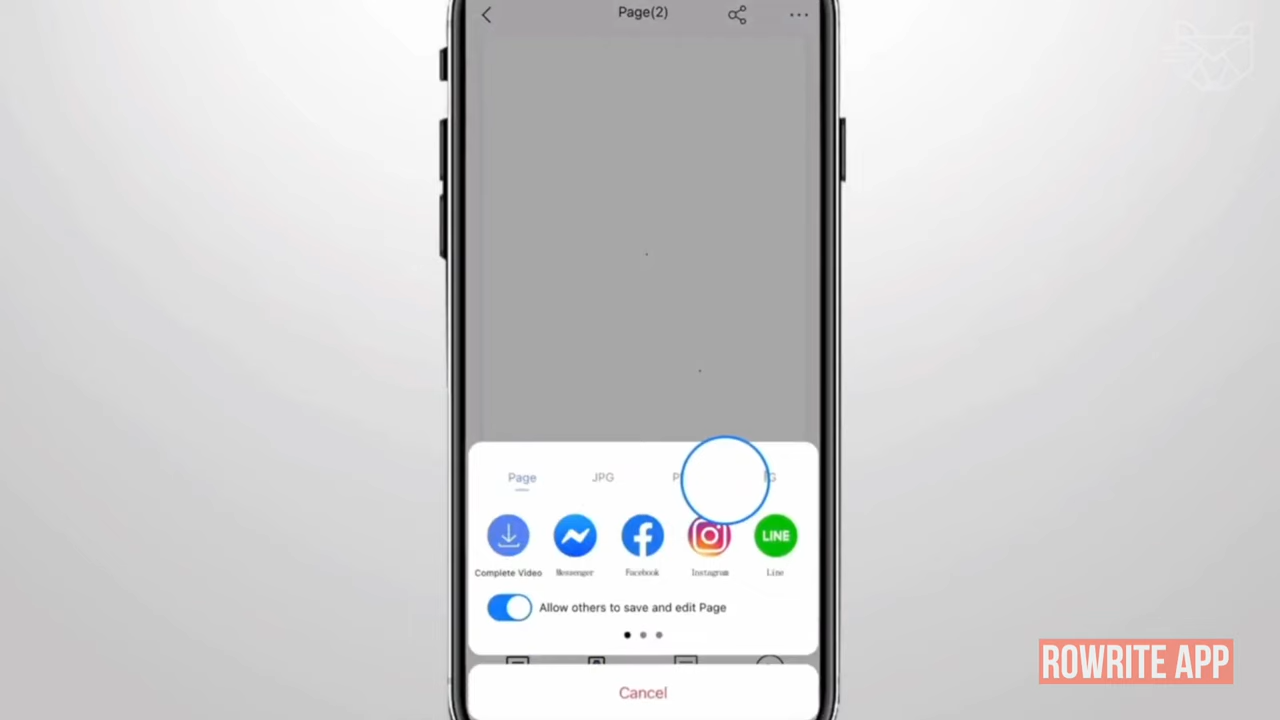 Page(2)
Page JPG
Complete Video Messenger Facebook Instagram Line
LINE
Allow others to save and edit Page
Cancel
ROWRITE APP